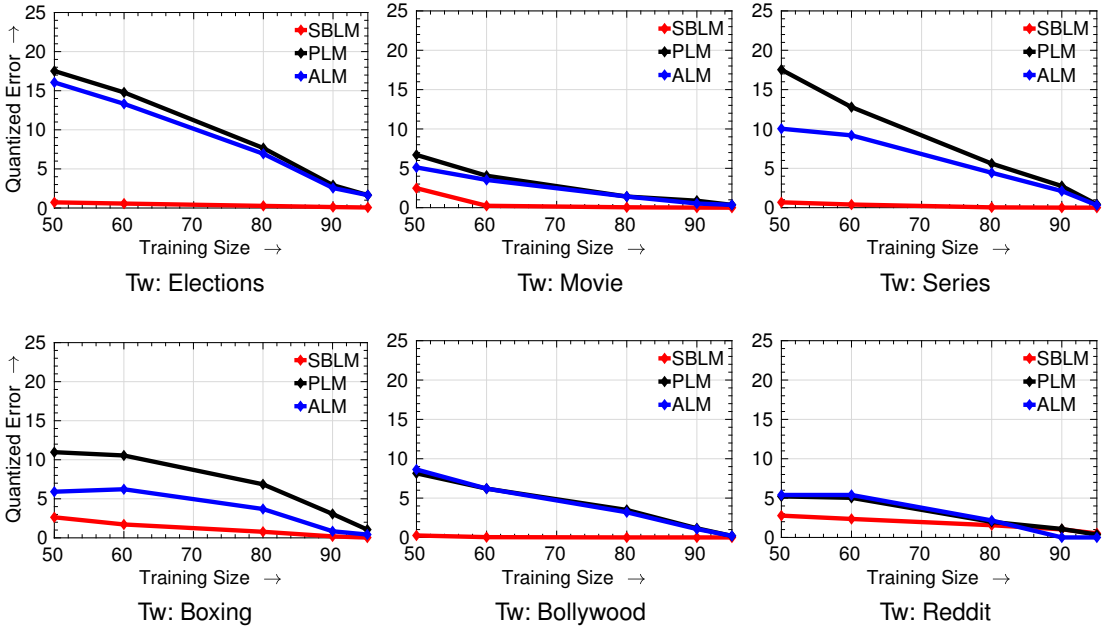 25
20
15
10
5
0
Quantized Error →
SBLM
PLM
ALM
50 60 70 80 90
Training Size →
Tw: Elections
25
20
15
10
5
0
SBLM
PLM
ALM
50 60 70 80 90
Training Size →
Tw: Movie
25
20
15
10
5
0
SBLM
PLM
ALM
50 60 70 80 90
Training Size →
Tw: Series
25
20
15
10
5
0
Quantized Error →
SBLM
PLM
ALM
50 60 70 80 90
Training Size →
Tw: Boxing
25
20
15
10
5
0
SBLM
PLM
ALM
50 60 70 80 90
Training Size →
Tw: Bollywood
25
20
15
10
5
0
SBLM
PLM
ALM
50 60 70 80 90
Training Size →
Tw: Reddit